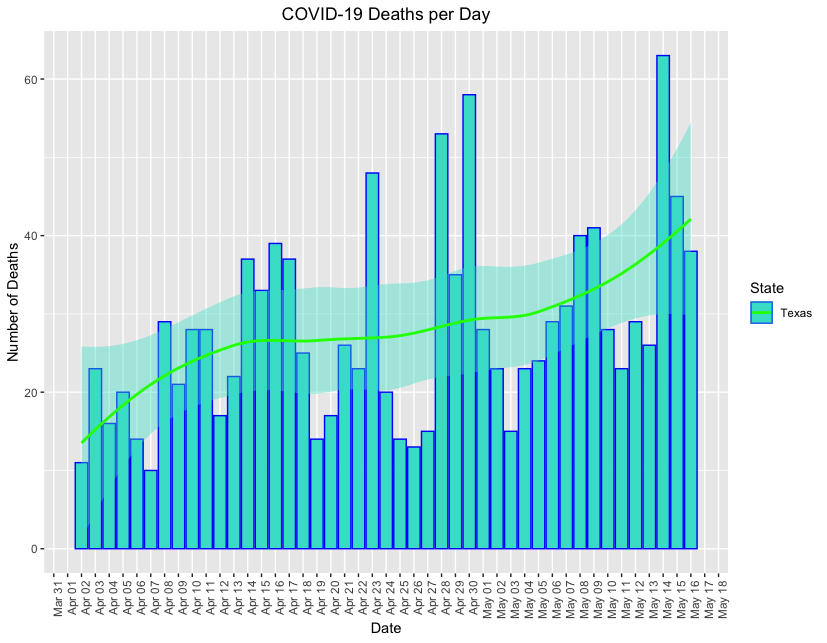 COVID-19 Deaths per Day
Number of Deaths
60
40
20
0
Mar 31
Apr 01
Apr 02
Apr 03
Apr 04
Apr 05
Apr 06
Apr 07
Apr 08
Apr 09
Apr 10
Apr 11
Apr 12
Apr 13
Apr 14
Apr 15
Apr 16
Apr 17
Apr 18
Apr 19
Apr 20
Apr 21
Apr 22
Apr 23
Apr 24
Apr 25
Apr 26
Apr 27
Apr 28
Apr 29
Apr 30
May 01
May 02
May 03
May 04
May 05
May 06
May 07
May 08
May 09
May 10
May 11
May 12
May 13
May 14
May 15
May 16
May 17
May 18
Date
State
Texas